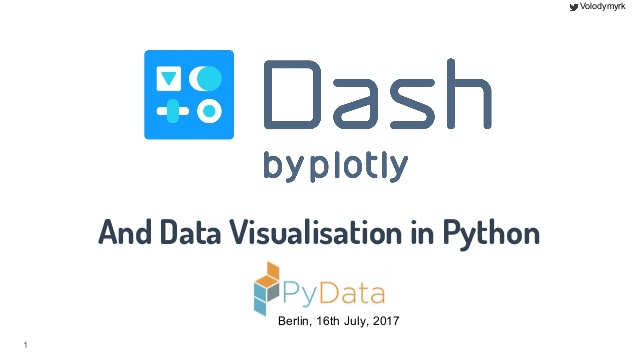 Volodymyrk
Dash
byplotly
And Data Visualisation in Python
PyData
Berlin, 16th July, 2017
1